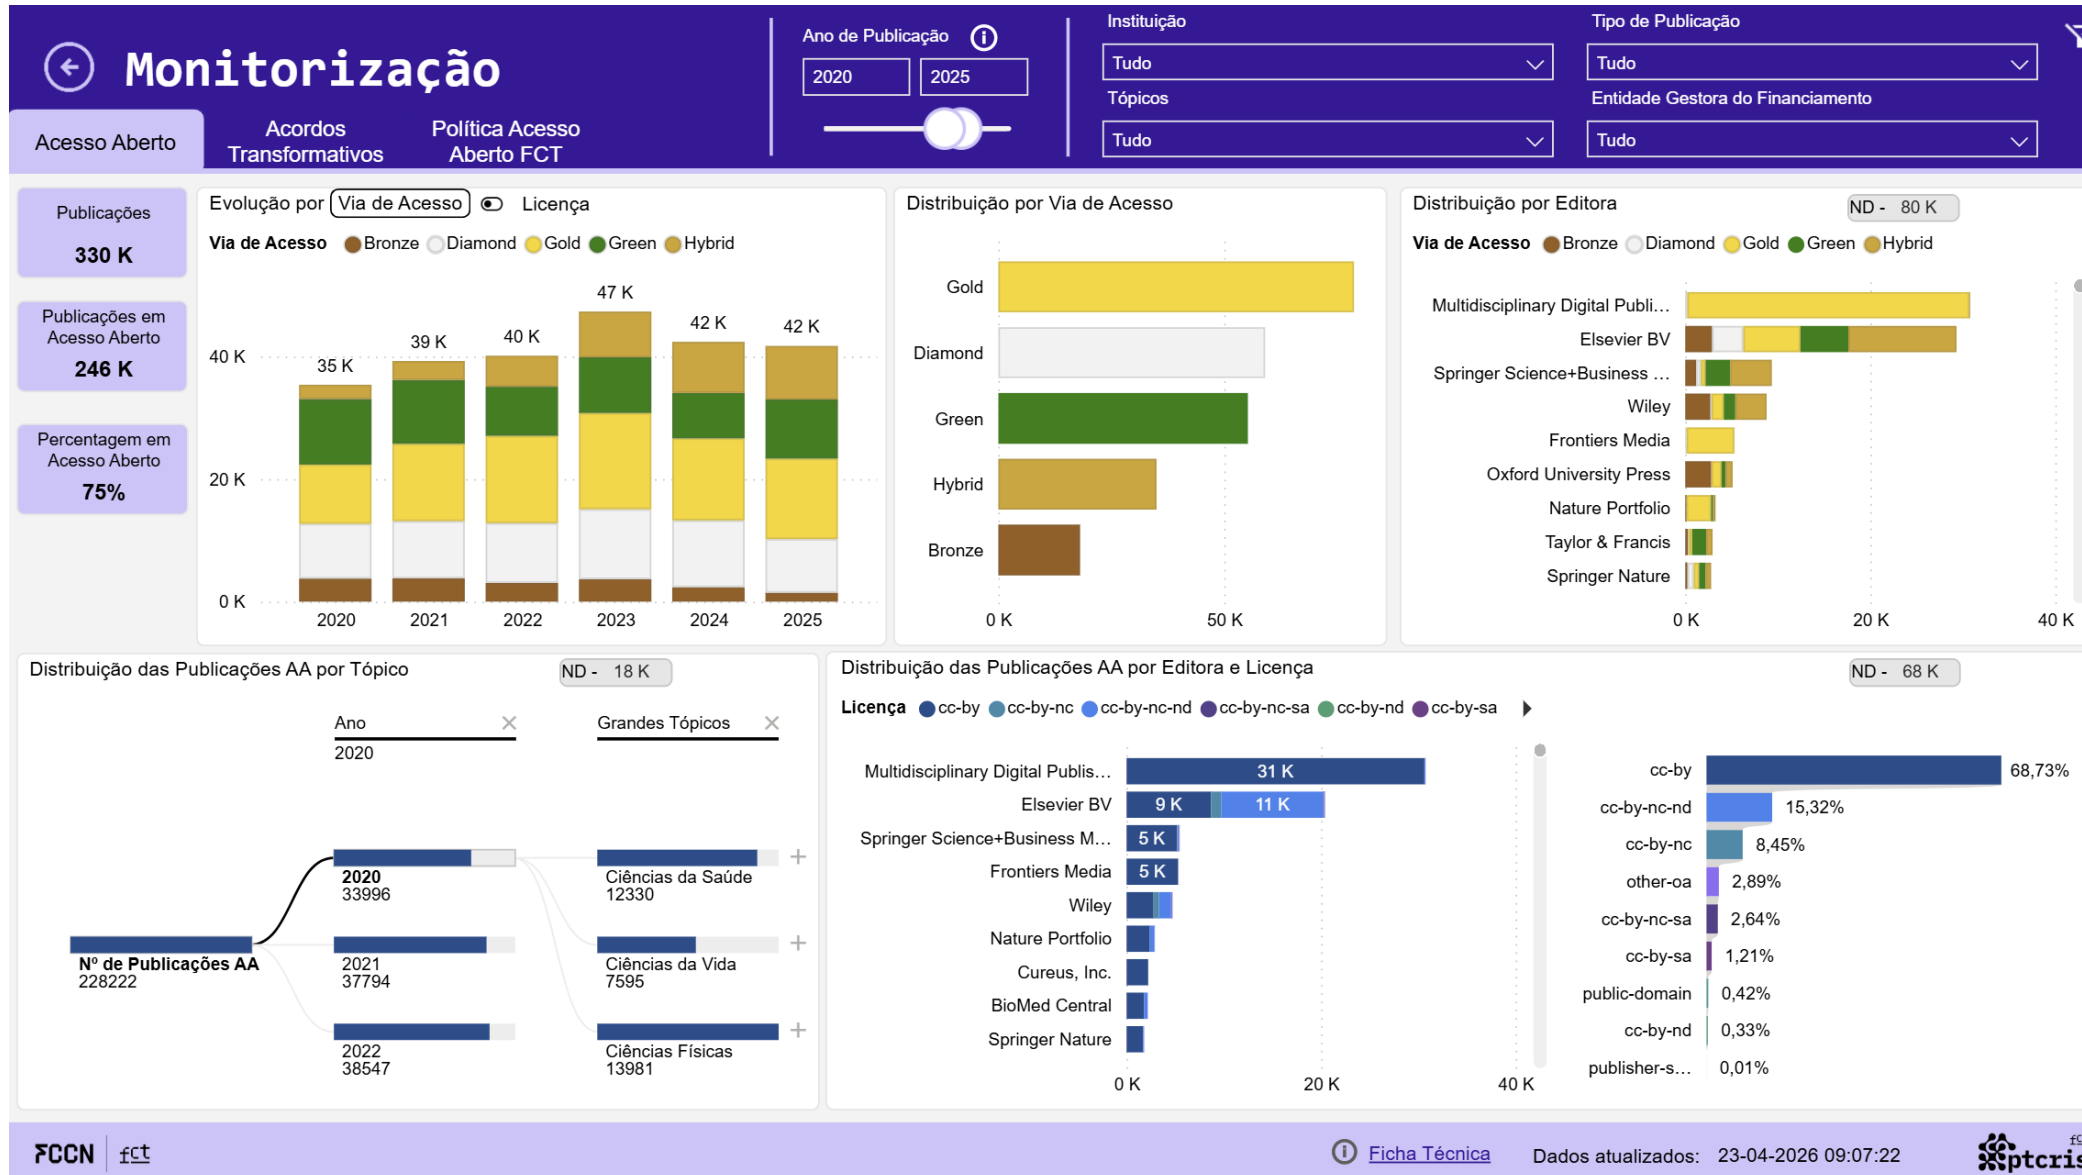 Monitorização
Acesso Aberto
Acordos
Transformativos
Política Acesso
Aberto FCT
Ano de Publicação
2020
2025
Instituição
Tudo
Tópicos
Tudo
Tipo de Publicação
Tudo
Entidade Gestora do Financiamento
Tudo
Publicações
330 K
Publicações em
Acesso Aberto
246 K
Percentagem em
Acesso Aberto
75%
Evolução por Via de Acesso Licença
Via de Acesso Bronze Diamond Gold Green Hybrid
40 K
20 K
0 K
35 K
39 K
40 K
47 K
42 K
42 K
2020 2021 2022 2023 2024 2025
Distribuição por Via de Acesso
Gold
Diamond
Green
Hybrid
Bronze
0 K 50 K
Distribuição por Editora
ND - 80 K
Via de Acesso Bronze Diamond Gold Green Hybrid
Multidisciplinary Digital Publi...
Elsevier BV
Springer Science+Business ...
Wiley
Frontiers Media
Oxford University Press
Nature Portfolio
Taylor & Francis
Springer Nature
0 K 20 K 40 K
Distribuição das Publicações AA por Tópico
ND - 18 K
Ano
2020
Grandes Tópicos
Nº de Publicações AA
228222
2020
33996
2021
37794
2022
38547
Ciências da Saúde
12330
Ciências da Vida
7595
Ciências Físicas
13981
Distribuição das Publicações AA por Editora e Licença
ND - 68 K
Licença cc-by cc-by-nc cc-by-nc-nd cc-by-nc-sa cc-by-nd cc-by-sa
Multidisciplinary Digital Publis... 31 K
Elsevier BV 9 K 11 K
Springer Science+Business M... 5 K
Frontiers Media 5 K
Wiley
Nature Portfolio
Cureus, Inc.
BioMed Central
Springer Nature
0 K 20 K 40 K
cc-by 68,73%
cc-by-nc-nd 15,32%
cc-by-nc 8,45%
other-oa 2,89%
cc-by-nc-sa 2,64%
cc-by-sa 1,21%
public-domain 0,42%
cc-by-nd 0,33%
publisher-s... 0,01%
FCCN fct
Ficha Técnica
Dados atualizados: 23-04-2026 09:07:22
ptcris